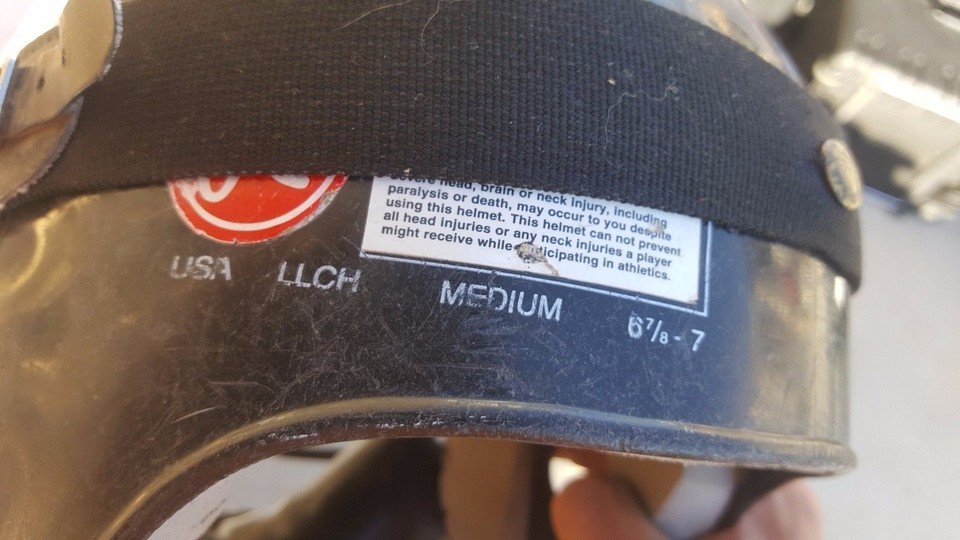 severe head, brain or neck injury, including
paralysis or death, may occur to you despite
using this helmet. This helmet can not prevent
all head injuries or any neck injuries a player
might receive while participating in athletics.
USA LLCH
MEDIUM
6⅞ - 7